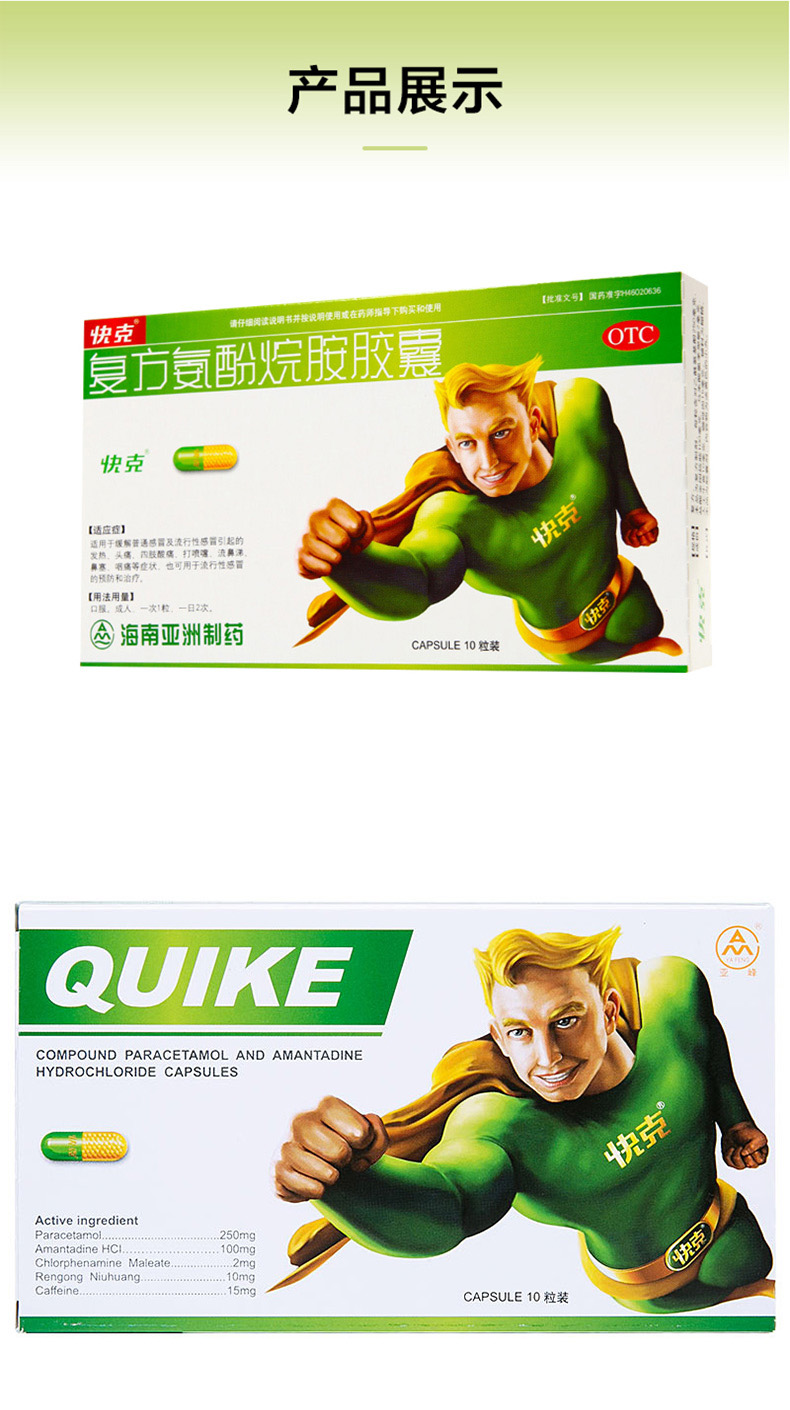 产品展示
快克®
请仔细阅读说明书并按说明使用或在药师指导下购买和使用
【批准文号】 国药准字H46020636
复方氨酚烷胺胶囊
OTC
快克®
快克®
【适应症】
适用于缓解普通感冒及流行性感冒引起的
发热、头痛、四肢酸痛、打喷嚏、流鼻涕、
鼻塞、咽痛等症状，也可用于流行性感冒
的预防和治疗。
【用法用量】
口服。成人，一次1粒，一日2次。
快克
海南亚洲制药
CAPSULE 10 粒装
QUIKE
YA FENG
亚 峰
®
COMPOUND PARACETAMOL AND AMANTADINE
HYDROCHLORIDE CAPSULES
快克®
快克
Active ingredient
Paracetamol..............................250mg
Amantadine HCl........................100mg
Chlorphenamine Maleate................2mg
Rengong Niuhuang......................10mg
Caffeine......................................15mg
CAPSULE 10 粒装